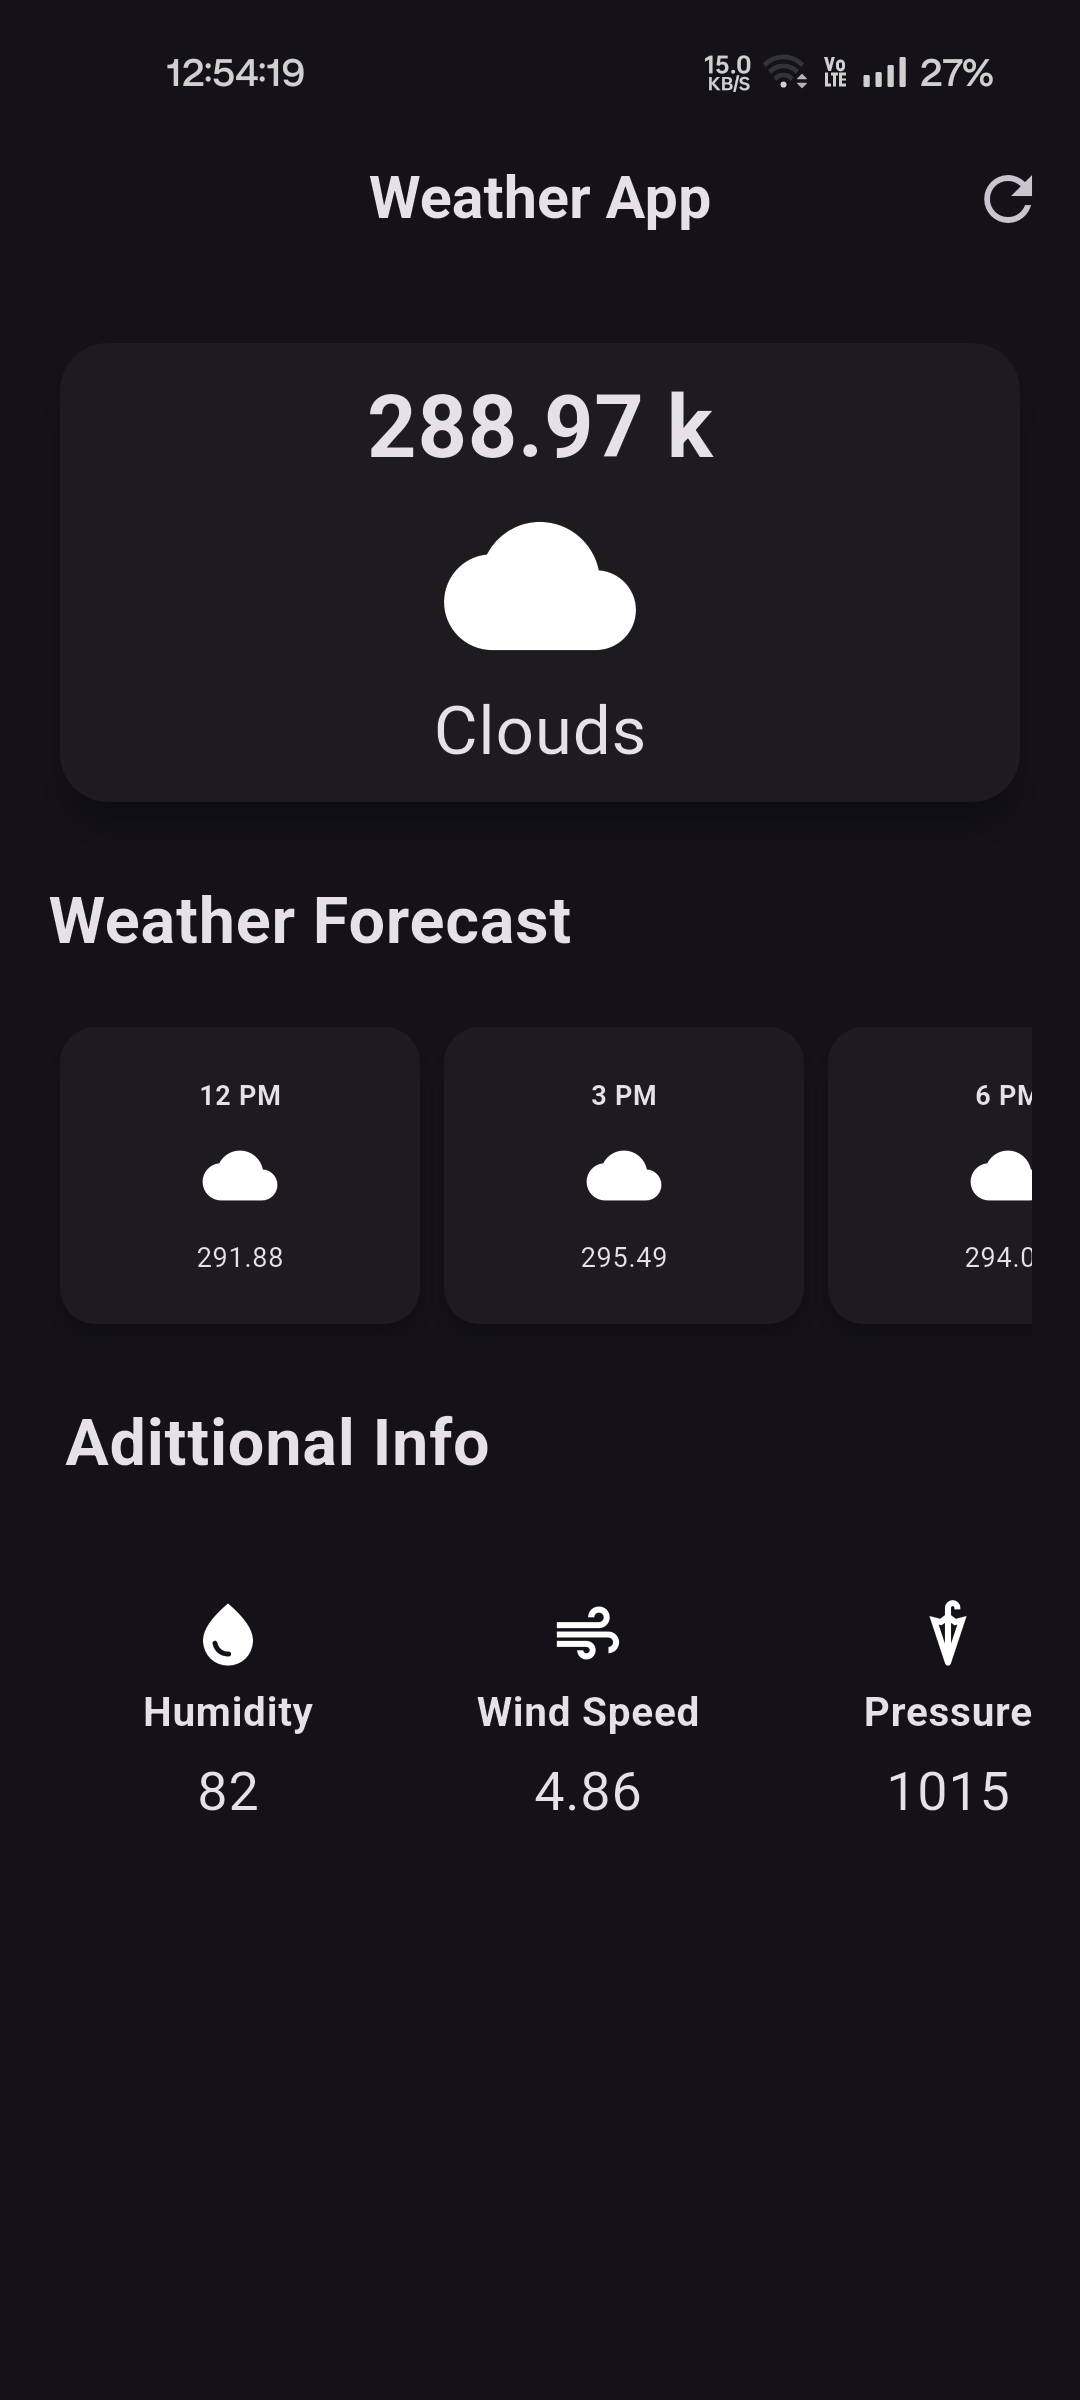 12:54:19 15.0 KB/S Vo LTE 27%
Weather App
288.97 k
Clouds
Weather Forecast
12 PM 3 PM 6 PM
291.88 295.49 294.0
Adittional Info
Humidity Wind Speed Pressure
82 4.86 1015